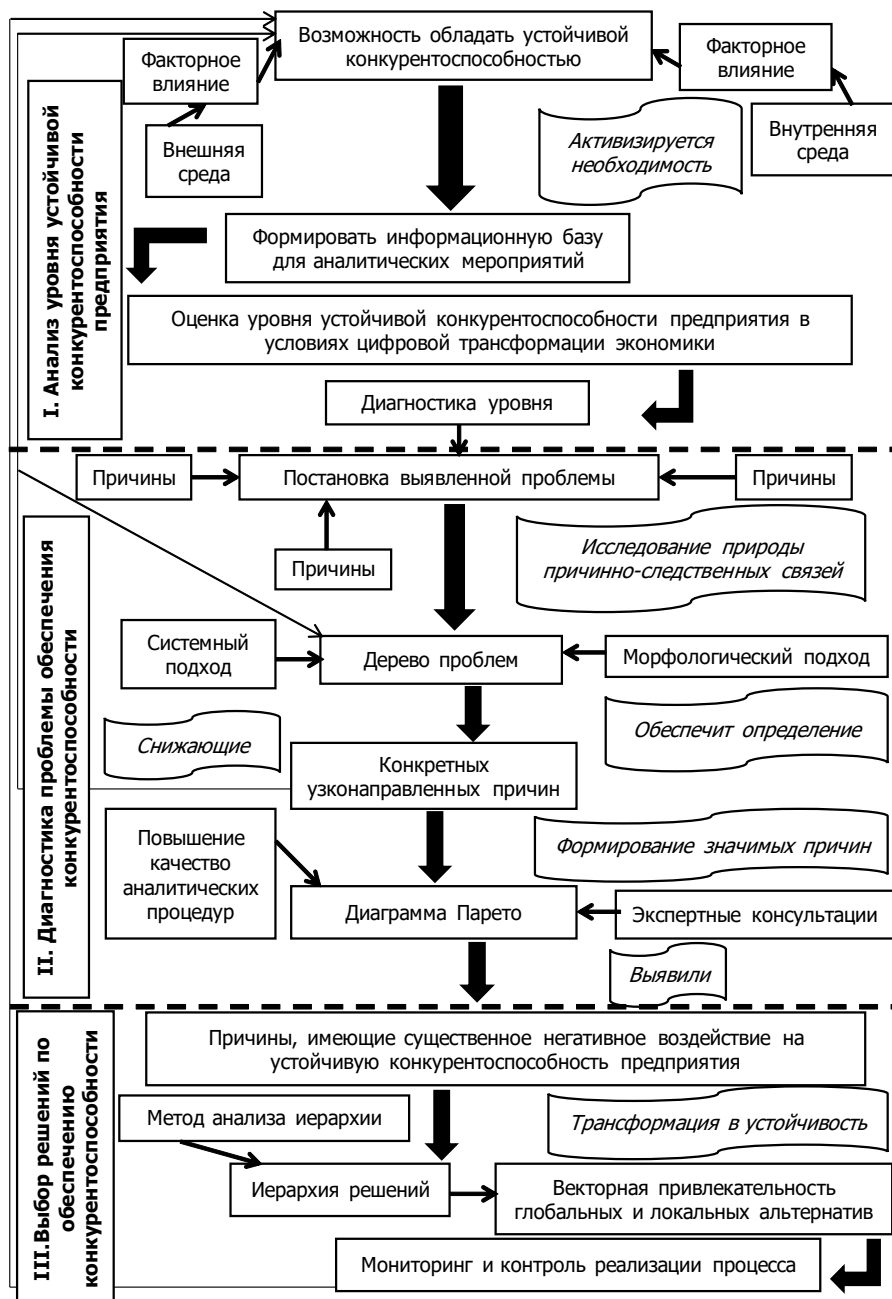 Возможность обладать устойчивой
конкурентоспособностью
Факторное
влияние
Факторное
влияние
Внешняя
среда
Активизируется
необходимость
Внутренняя
среда
I. Анализ уровня устойчивой
конкурентоспособности
предприятия
Формировать информационную базу
для аналитических мероприятий
Оценка уровня устойчивой конкурентоспособности предприятия в
условиях цифровой трансформации экономики
Диагностика уровня
II. Диагностика проблемы обеспечения
конкурентоспособности
Причины
Постановка выявленной проблемы
Причины
Причины
Исследование природы
причинно-следственных связей
Системный
подход
Дерево проблем
Морфологический подход
Снижающие
Обеспечит определение
Конкретных
узконаправленных причин
Повышение
качество
аналитических
процедур
Формирование значимых причин
Диаграмма Парето
Экспертные консультации
Выявили
III.Выбор решений по
обеспечению
конкурентоспособности
Причины, имеющие существенное негативное воздействие на
устойчивую конкурентоспособность предприятия
Метод анализа иерархии
Трансформация в устойчивость
Иерархия решений
Векторная привлекательность
глобальных и локальных альтернатив
Мониторинг и контроль реализации процесса